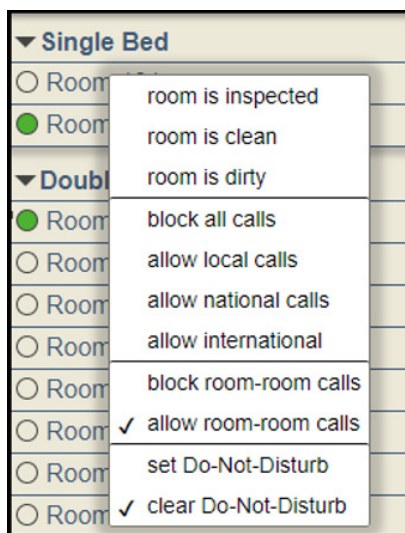 Single Bed
Room
Room
Doubl
Room
Room
Room
Room
Room
Room
Room
Room
room is inspected
room is clean
room is dirty
block all calls
allow local calls
allow national calls
allow international
block room-room calls
✓ allow room-room calls
set Do-Not-Disturb
✓ clear Do-Not-Disturb